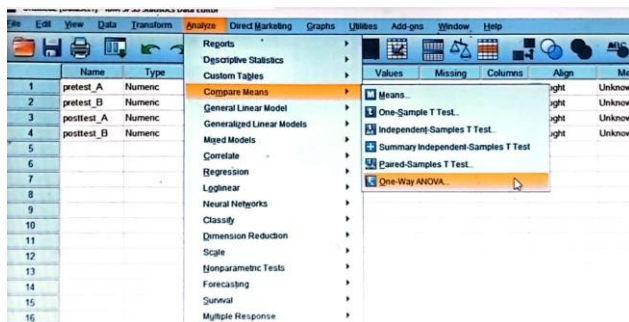 File Edit View Data Transform Analyze Direct Marketing Graphs Utilities Add-ons Window Help
Name Type Values Missing Columns Align
1 pretest_A Numeric Unknow
2 pretest_B Numeric Unknow
3 posttest_A Numeric Unknow
4 posttest_B Numeric Unknow
5
6
7
8
9
10
11
12
13
14
15
16
Reports
Descriptive Statistics
Custom Tables
Compare Means
General Linear Model
Generalized Linear Models
Mixed Models
Correlate
Regression
Loglinear
Neural Networks
Classify
Dimension Reduction
Scale
Nonparametric Tests
Forecasting
Survival
Multiple Response
Means...
One-Sample T Test...
Independent-Samples T Test...
Summary Independent-Samples T Test
Paired-Samples T Test...
One-Way ANOVA...